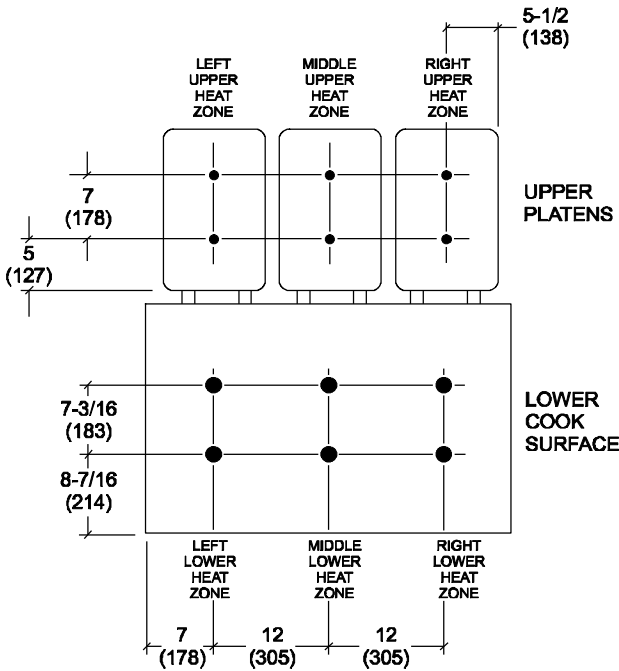 5-1/2
(138)
LEFT
UPPER
HEAT
ZONE
MIDDLE
UPPER
HEAT
ZONE
RIGHT
UPPER
HEAT
ZONE
7
(178)
UPPER
PLATENS
5
(127)
7-3/16
(183)
LOWER
COOK
SURFACE
8-7/16
(214)
LEFT
LOWER
HEAT
ZONE
MIDDLE
LOWER
HEAT
ZONE
RIGHT
LOWER
HEAT
ZONE
7
(178)
12
(305)
12
(305)